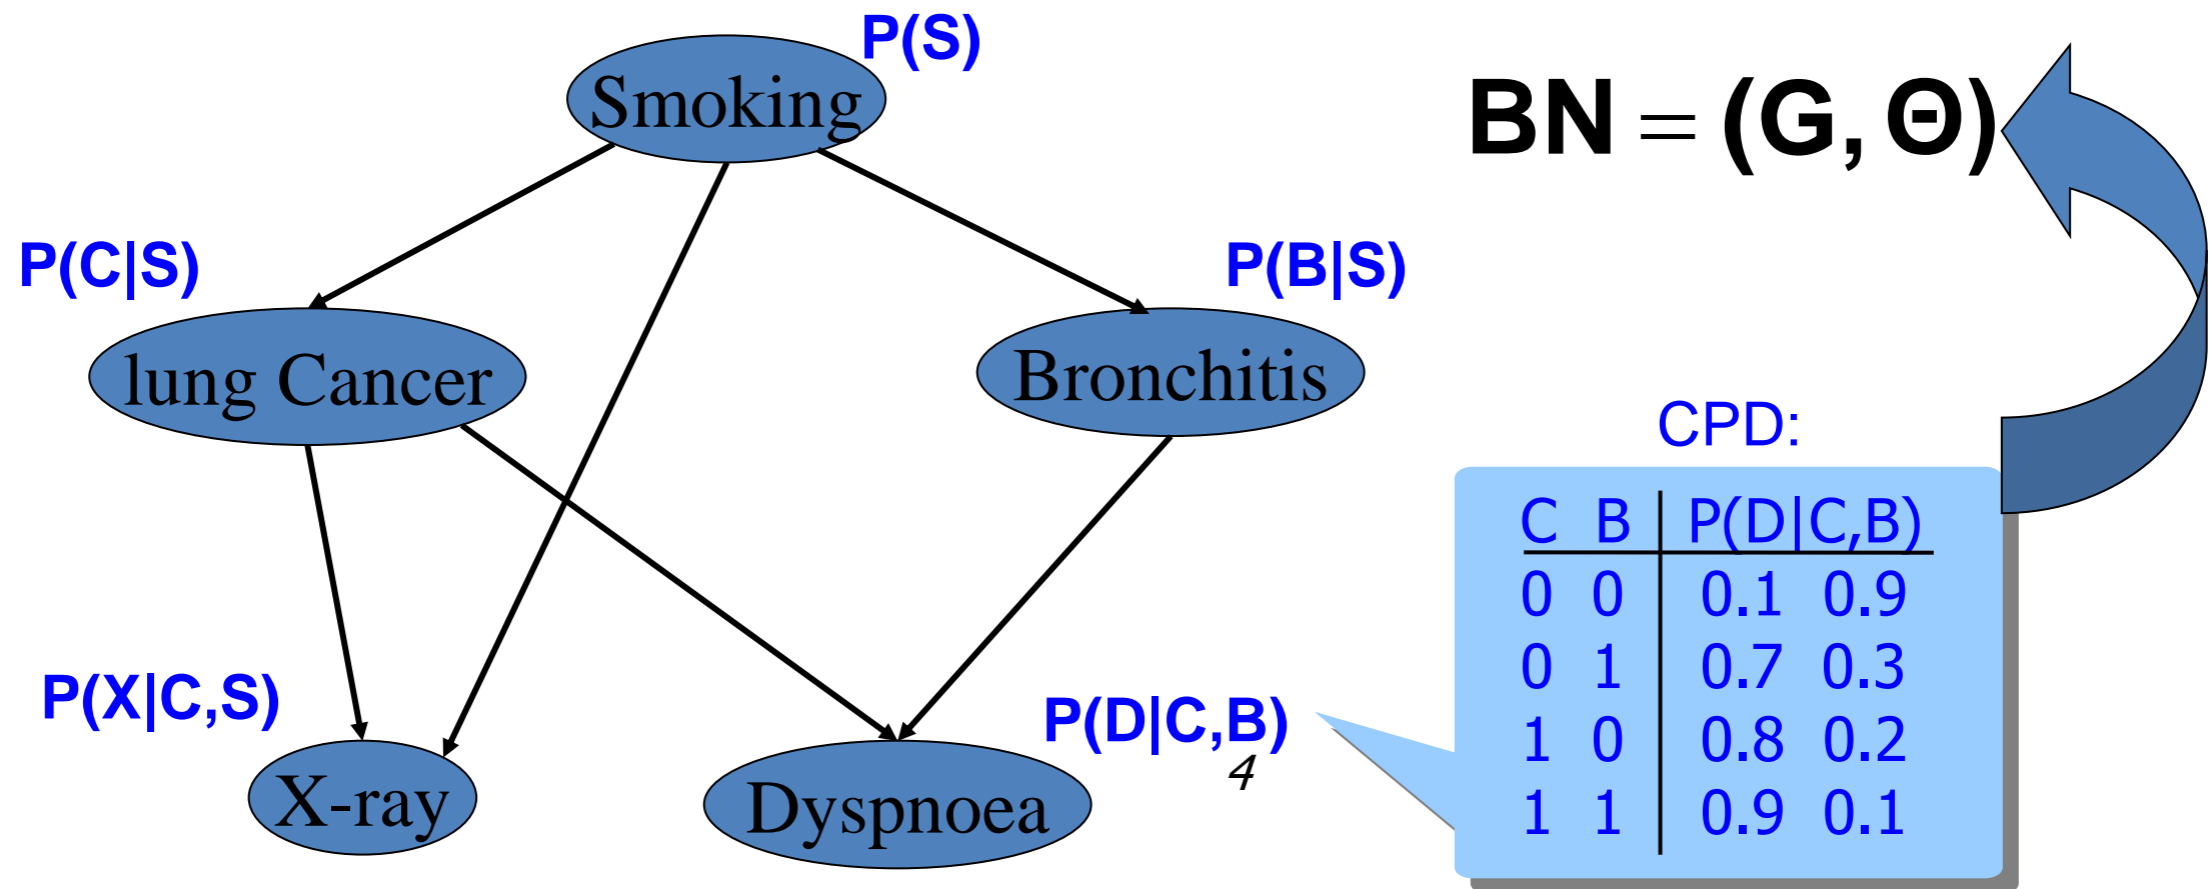 P(S)
Smoking
BN = (G, Θ)
P(C|S)
P(B|S)
lung Cancer
Bronchitis
CPD:
C B P(D|C,B)
0 0 0.1 0.9
0 1 0.7 0.3
1 0 0.8 0.2
1 1 0.9 0.1
P(X|C,S)
P(D|C,B)
4
X-ray
Dyspnoea